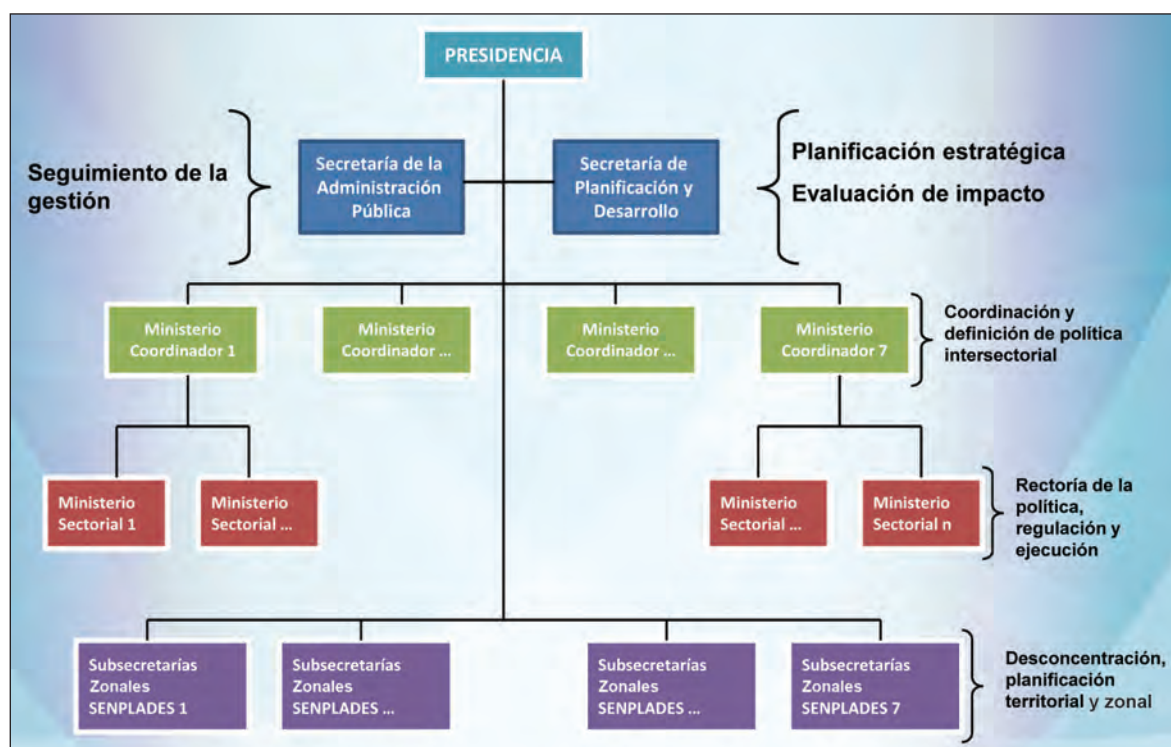 PRESIDENCIA
Seguimiento de la
gestión
Secretaría de la
Administración
Pública
Secretaría de
Planificación y
Desarrollo
Planificación estratégica
Evaluación de impacto
Ministerio
Coordinador 1
Ministerio
Coordinador ...
Ministerio
Coordinador ...
Ministerio
Coordinador 7
Coordinación y
definición de política
intersectorial
Ministerio
Sectorial 1
Ministerio
Sectorial ...
Ministerio
Sectorial ...
Ministerio
Sectorial n
Rectoría de la
política,
regulación y
ejecución
Subsecretarías
Zonales
SENPLADES 1
Subsecretarías
Zonales
SENPLADES ...
Subsecretarías
Zonales
SENPLADES ...
Subsecretarías
Zonales
SENPLADES 7
Desconcentración,
planificación
territorial y zonal